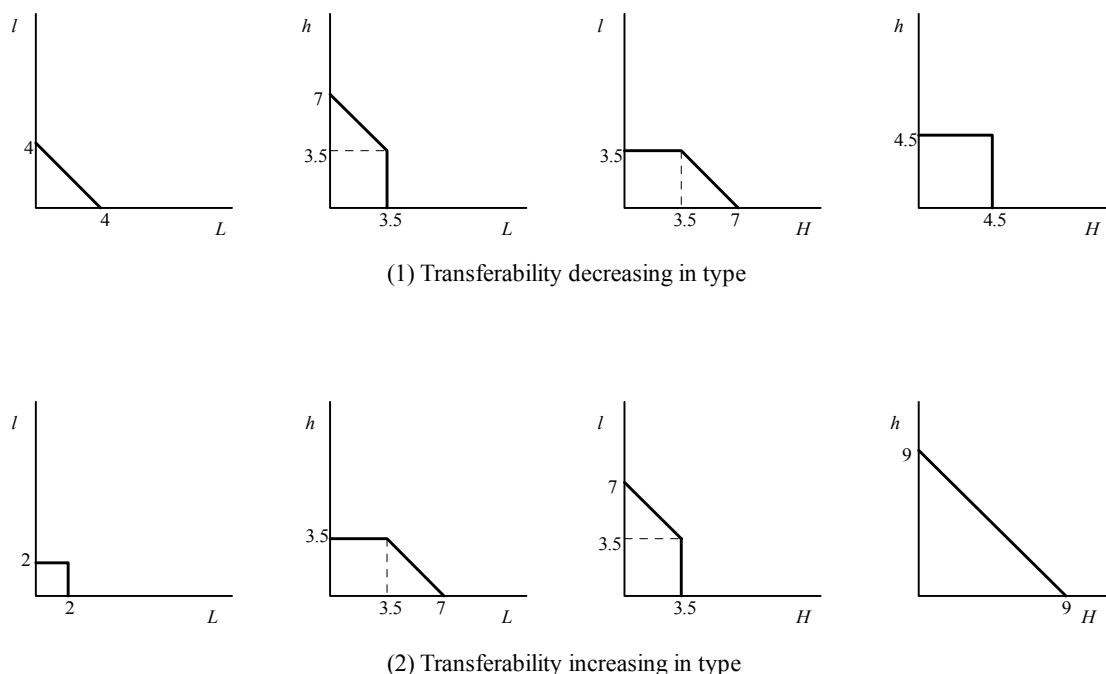 l
h
l
h
4
7
3.5
3.5
4.5
4
L
3.5
L
3.5
7
H
4.5
H
(1) Transferability decreasing in type
l
h
l
h
2
3.5
7
3.5
9
2
L
3.5
7
L
3.5
H
9
H
(2) Transferability increasing in type